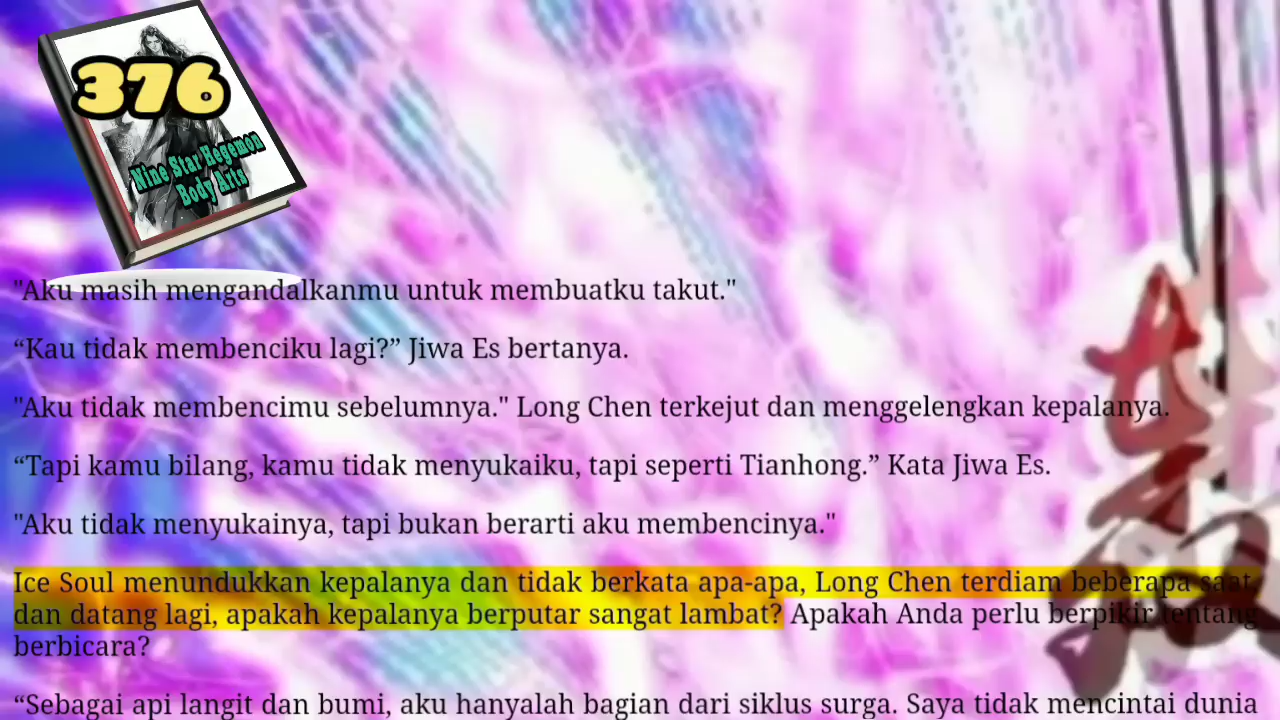 376
Nine Star Hegemon
Body Arts
"Aku masih mengandalkanmu untuk membuatku takut."
“Kau tidak membenciku lagi?” Jiwa Es bertanya.
"Aku tidak membencimu sebelumnya." Long Chen terkejut dan menggelengkan kepalanya.
“Tapi kamu bilang, kamu tidak menyukaiku, tapi seperti Tianhong.” Kata Jiwa Es.
"Aku tidak menyukainya, tapi bukan berarti aku membencinya."
Ice Soul menundukkan kepalanya dan tidak berkata apa-apa, Long Chen terdiam beberapa saat,
dan datang lagi, apakah kepalanya berputar sangat lambat? Apakah Anda perlu berpikir tentang
berbicara?
“Sebagai api langit dan bumi, aku hanyalah bagian dari siklus surga. Saya tidak mencintai dunia